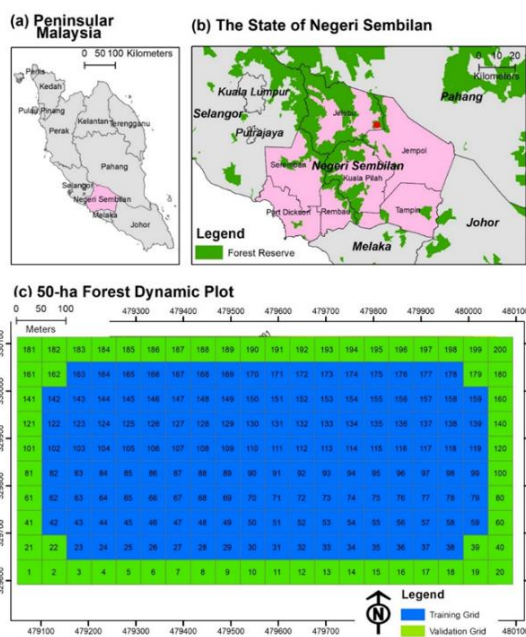 (a) Peninsular
Malaysia
0 50 100 Kilometers
Perlis
Kedah
Pulau Pinang
Perak
Kelantan
Terengganu
Pahang
Selangor
Negeri Sembilan
Melaka
Johor
(b) The State of Negeri Sembilan
0 10 20
Kilometers
Kuala Lumpur
Selangor
Putrajaya
Pahang
Jelebu
Jempol
Seremban
Negeri Sembilan
Kuala Pilah
Port Dickson
Rembau
Tampin
Johor
Melaka
Legend
Forest Reserve
(c) 50-ha Forest Dynamic Plot
0 50 100
Meters
479300 479400 479500 479600 479700 479800 479900 480000 480100
330100
330000
329900
329800
329700
329600
181 182 183 184 185 186 187 188 189 190 191 192 193 194 195 196 197 198 199 200
161 162 163 164 165 166 167 168 169 170 171 172 173 174 175 176 177 178 179 180
141 142 143 144 145 146 147 148 149 150 151 152 153 154 155 156 157 158 159 160
121 122 123 124 125 126 127 128 129 130 131 132 133 134 135 136 137 138 139 140
101 102 103 104 105 106 107 108 109 110 111 112 113 114 115 116 117 118 119 120
81 82 83 84 85 86 87 88 89 90 91 92 93 94 95 96 97 98 99 100
61 62 63 64 65 66 67 68 69 70 71 72 73 74 75 76 77 78 79 80
41 42 43 44 45 46 47 48 49 50 51 52 53 54 55 56 57 58 59 60
21 22 23 24 25 26 27 28 29 30 31 32 33 34 35 36 37 38 39 40
1 2 3 4 5 6 7 8 9 10 11 12 13 14 15 16 17 18 19 20
479100 479200 479300 479400 479500 479600 479700 480100
N
Legend
Training Grid
Validation Grid